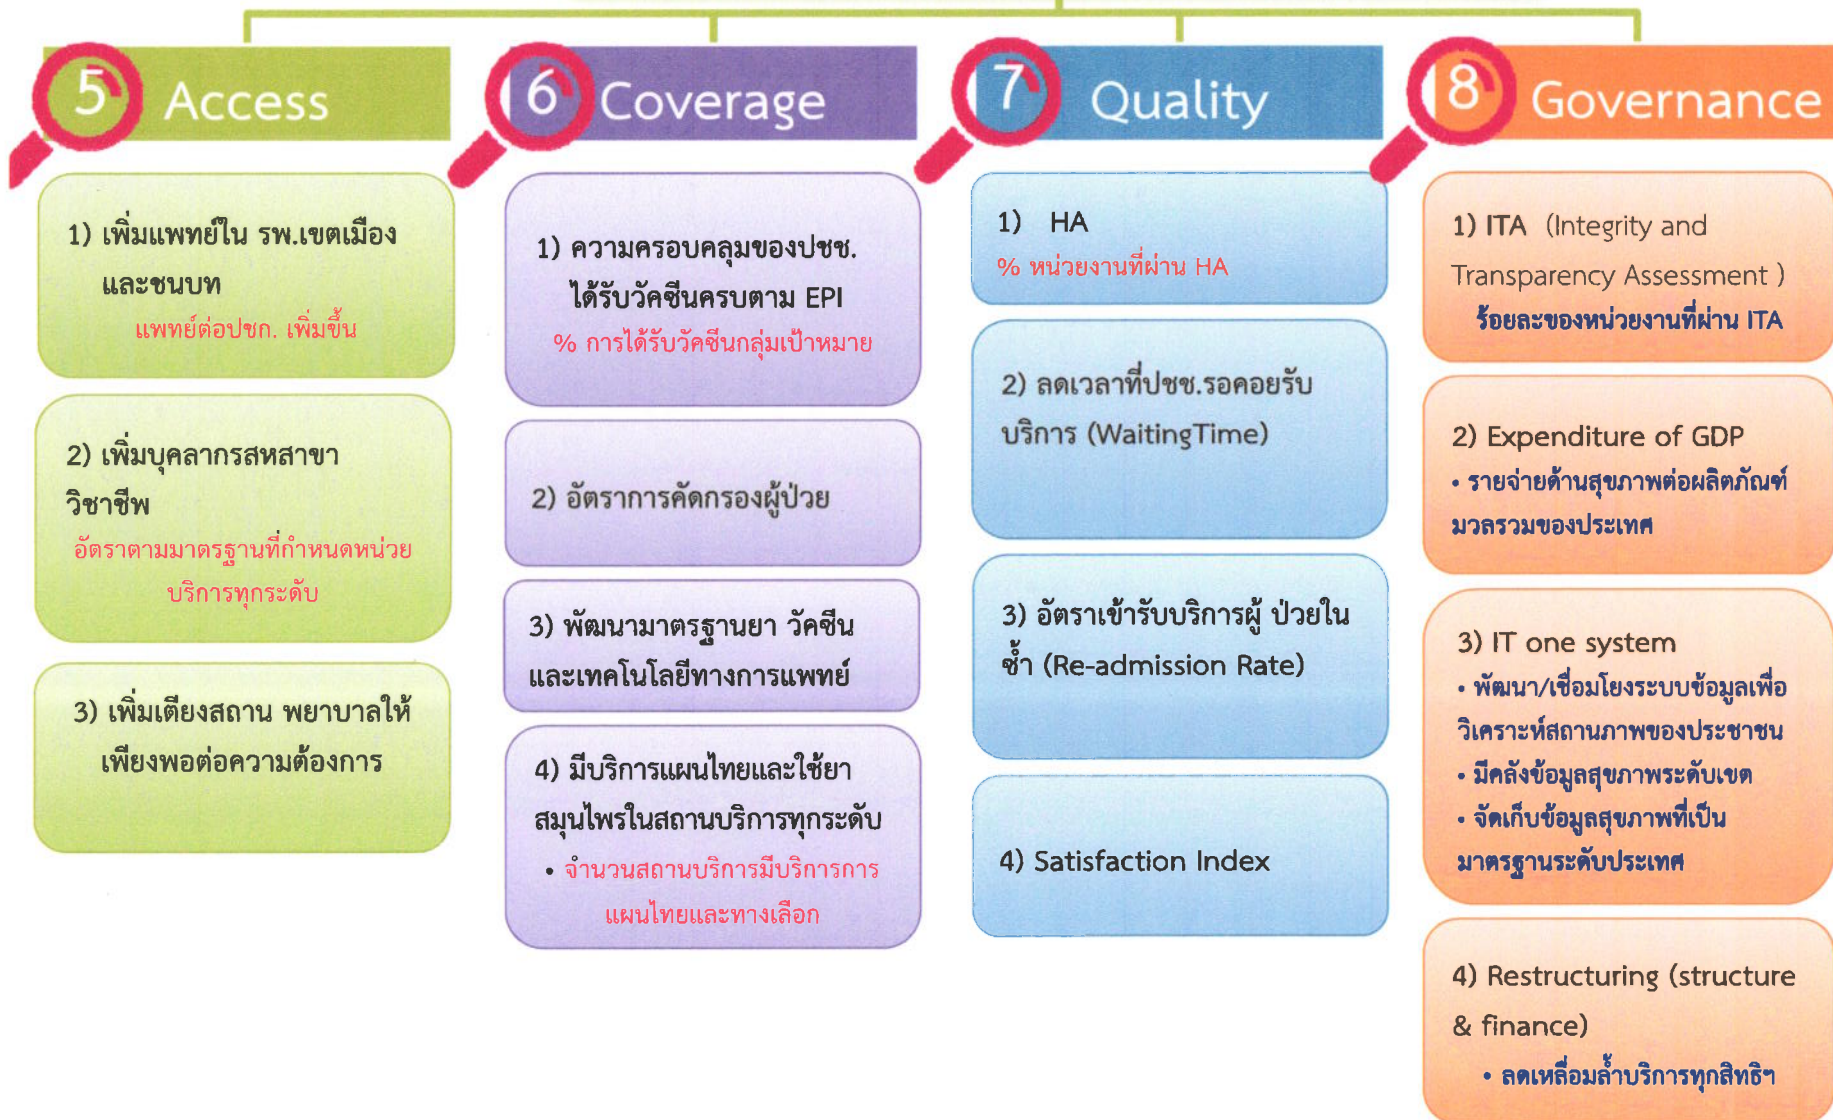 5 Access
1) เพิ่มแพทย์ใน รพ.เขตเมือง
และชนบท
แพทย์ต่อปชก. เพิ่มขึ้น
2) เพิ่มบุคลากรสหสาขา
วิชาชีพ
อัตราตามมาตรฐานที่กำหนดหน่วย
บริการทุกระดับ
3) เพิ่มเตียงสถาน พยาบาลให้
เพียงพอต่อความต้องการ
6 Coverage
1) ความครอบคลุมของปชช.
ได้รับวัคซีนครบตาม EPI
% การได้รับวัคซีนกลุ่มเป้าหมาย
2) อัตราการคัดกรองผู้ป่วย
3) พัฒนามาตรฐานยา วัคซีน
และเทคโนโลยีทางการแพทย์
4) มีบริการแผนไทยและใช้ยา
สมุนไพรในสถานบริการทุกระดับ
• จำนวนสถานบริการมีบริการการ
แผนไทยและทางเลือก
7 Quality
1) HA
% หน่วยงานที่ผ่าน HA
2) ลดเวลาที่ปชช.รอคอยรับ
บริการ (WaitingTime)
3) อัตราเข้ารับบริการผู้ ป่วยใน
ซ้ำ (Re-admission Rate)
4) Satisfaction Index
8 Governance
1) ITA (Integrity and
Transparency Assessment )
ร้อยละของหน่วยงานที่ผ่าน ITA
2) Expenditure of GDP
• รายจ่ายด้านสุขภาพต่อผลิตภัณฑ์
มวลรวมของประเทศ
3) IT one system
• พัฒนา/เชื่อมโยงระบบข้อมูลเพื่อ
วิเคราะห์สถานภาพของประชาชน
• มีคลังข้อมูลสุขภาพระดับเขต
• จัดเก็บข้อมูลสุขภาพที่เป็น
มาตรฐานระดับประเทศ
4) Restructuring (structure
& finance)
• ลดเหลื่อมล้ำบริการทุกสิทธิฯ